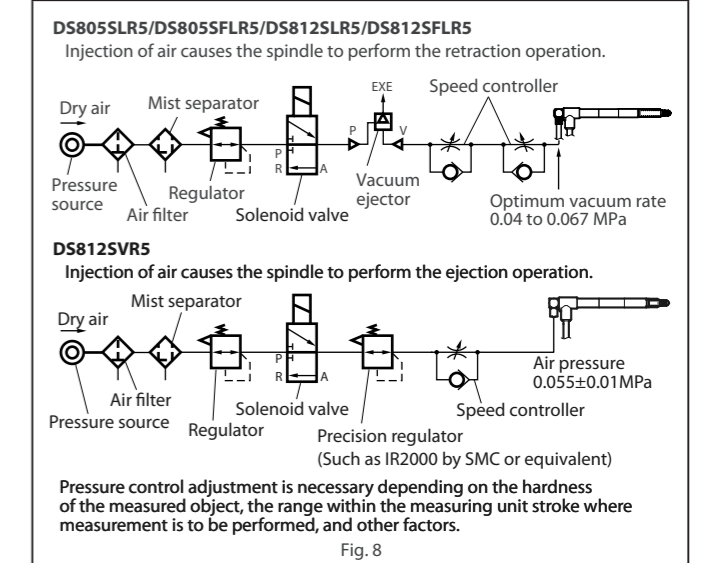 DS805SLR5/DS805SFLR5/DS812SLR5/DS812SFLR5
Injection of air causes the spindle to perform the retraction operation.
Dry air
Mist separator
EXE
Speed controller
P
V
P
R
A
Pressure
source
Air filter
Regulator
Solenoid valve
Vacuum
ejector
Optimum vacuum rate
0.04 to 0.067 MPa
DS812SVR5
Injection of air causes the spindle to perform the ejection operation.
Mist separator
Dry air
P
R
A
Air pressure
0.055±0.01MPa
Air filter
Pressure source
Regulator
Solenoid valve
Speed controller
Precision regulator
(Such as IR2000 by SMC or equivalent)
Pressure control adjustment is necessary depending on the hardness
of the measured object, the range within the measuring unit stroke where
measurement is to be performed, and other factors.
Fig. 8